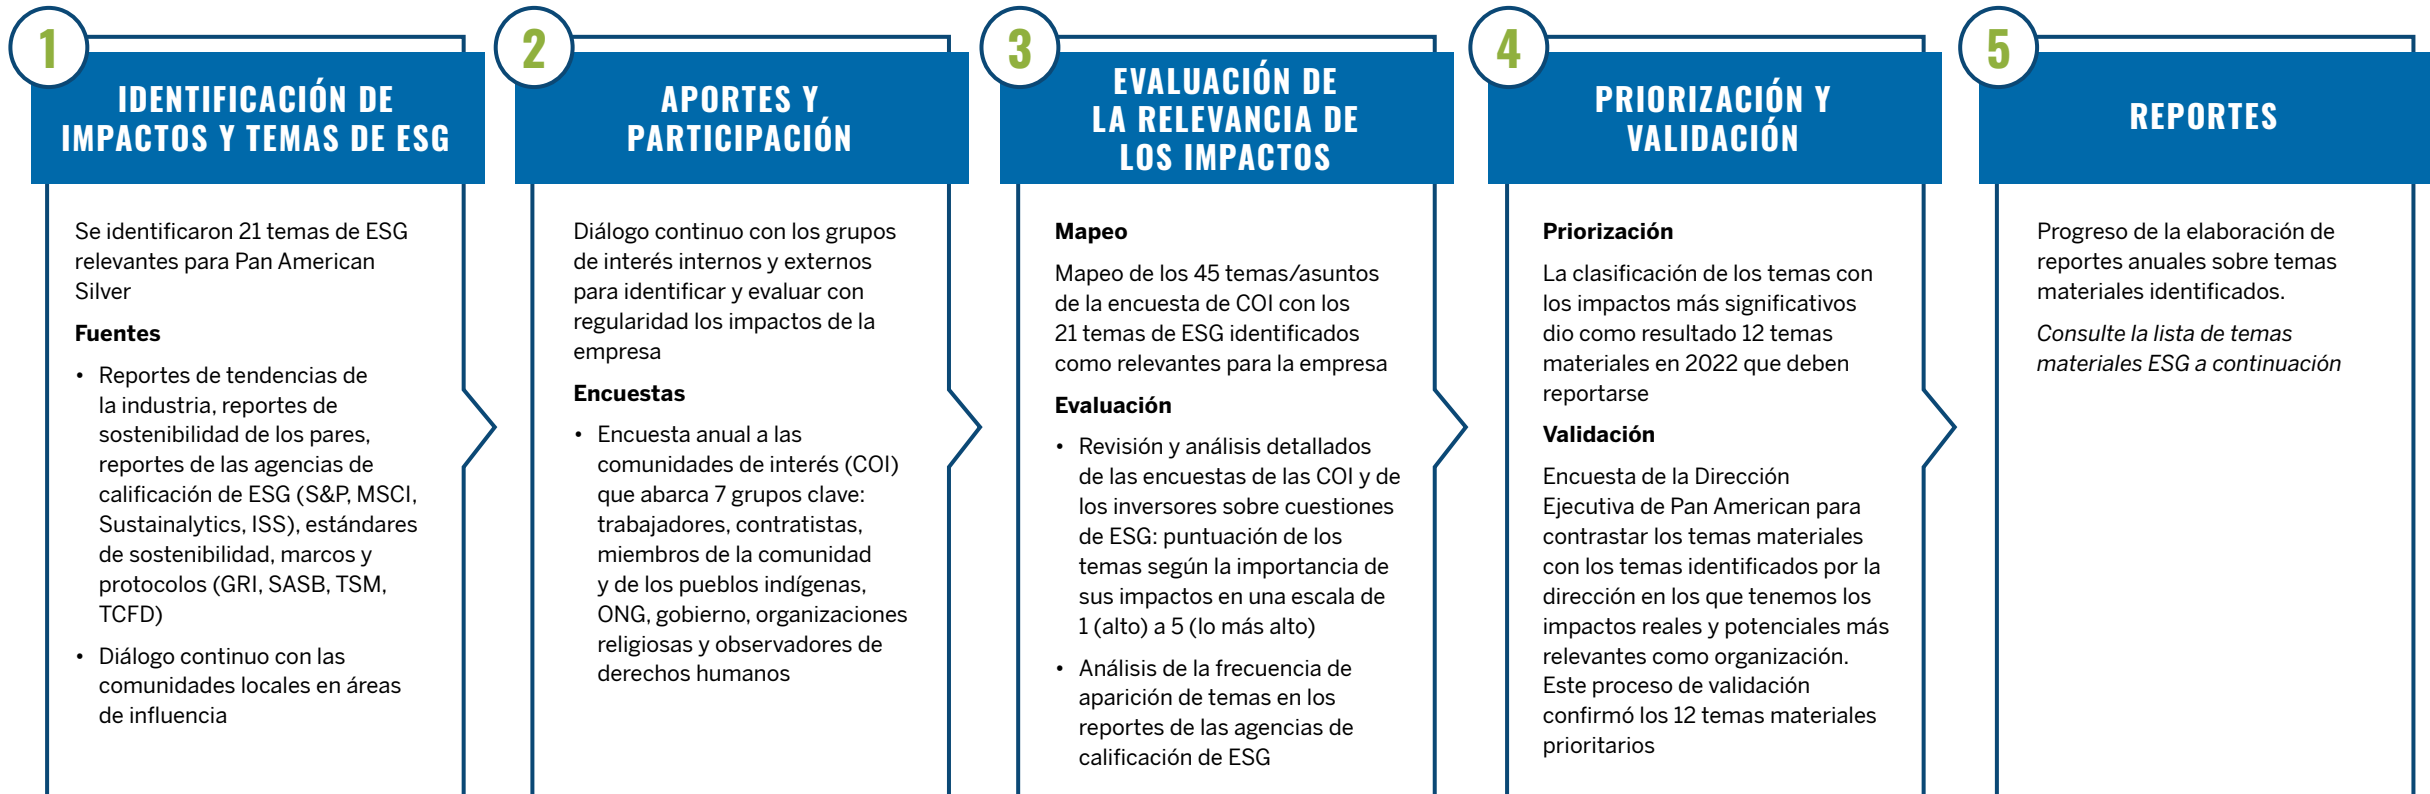 1
IDENTIFICACIÓN DE
IMPACTOS Y TEMAS DE ESG
Se identificaron 21 temas de ESG
relevantes para Pan American
Silver
Fuentes
• Reportes de tendencias de
la industria, reportes de
sostenibilidad de los pares,
reportes de las agencias de
calificación de ESG (S&P, MSCI,
Sustainalytics, ISS), estándares
de sostenibilidad, marcos y
protocolos (GRI, SASB, TSM,
TCFD)
• Diálogo continuo con las
comunidades locales en áreas
de influencia
2
APORTES Y
PARTICIPACIÓN
Diálogo continuo con los grupos
de interés internos y externos
para identificar y evaluar con
regularidad los impactos de la
empresa
Encuestas
• Encuesta anual a las
comunidades de interés (COI)
que abarca 7 grupos clave:
trabajadores, contratistas,
miembros de la comunidad
y de los pueblos indígenas,
ONG, gobierno, organizaciones
religiosas y observadores de
derechos humanos
3
EVALUACIÓN DE
LA RELEVANCIA DE
LOS IMPACTOS
Mapeo
Mapeo de los 45 temas/asuntos
de la encuesta de COI con los
21 temas de ESG identificados
como relevantes para la empresa
Evaluación
• Revisión y análisis detallados
de las encuestas de las COI y de
los inversores sobre cuestiones
de ESG: puntuación de los
temas según la importancia de
sus impactos en una escala de
1 (alto) a 5 (lo más alto)
• Análisis de la frecuencia de
aparición de temas en los
reportes de las agencias de
calificación de ESG
4
PRIORIZACIÓN Y
VALIDACIÓN
Priorización
La clasificación de los temas con
los impactos más significativos
dio como resultado 12 temas
materiales en 2022 que deben
reportarse
Validación
Encuesta de la Dirección
Ejecutiva de Pan American para
contrastar los temas materiales
con los temas identificados por la
dirección en los que tenemos los
impactos reales y potenciales más
relevantes como organización.
Este proceso de validación
confirmó los 12 temas materiales
prioritarios
5
REPORTES
Progreso de la elaboración de
reportes anuales sobre temas
materiales identificados.
Consulte la lista de temas
materiales ESG a continuación